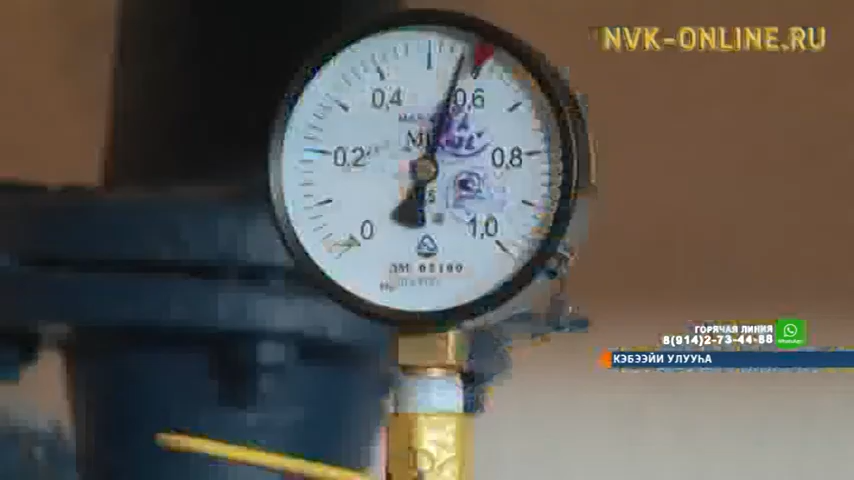 NVK-ONLINE.RU
0,4
0,6
0,2
0,8
0
1,0
ГОРЯЧАЯ ЛИНИЯ
8(914)2-73-44-88
WhatsApp
КЭБЭЭЙИ УЛУУҺА